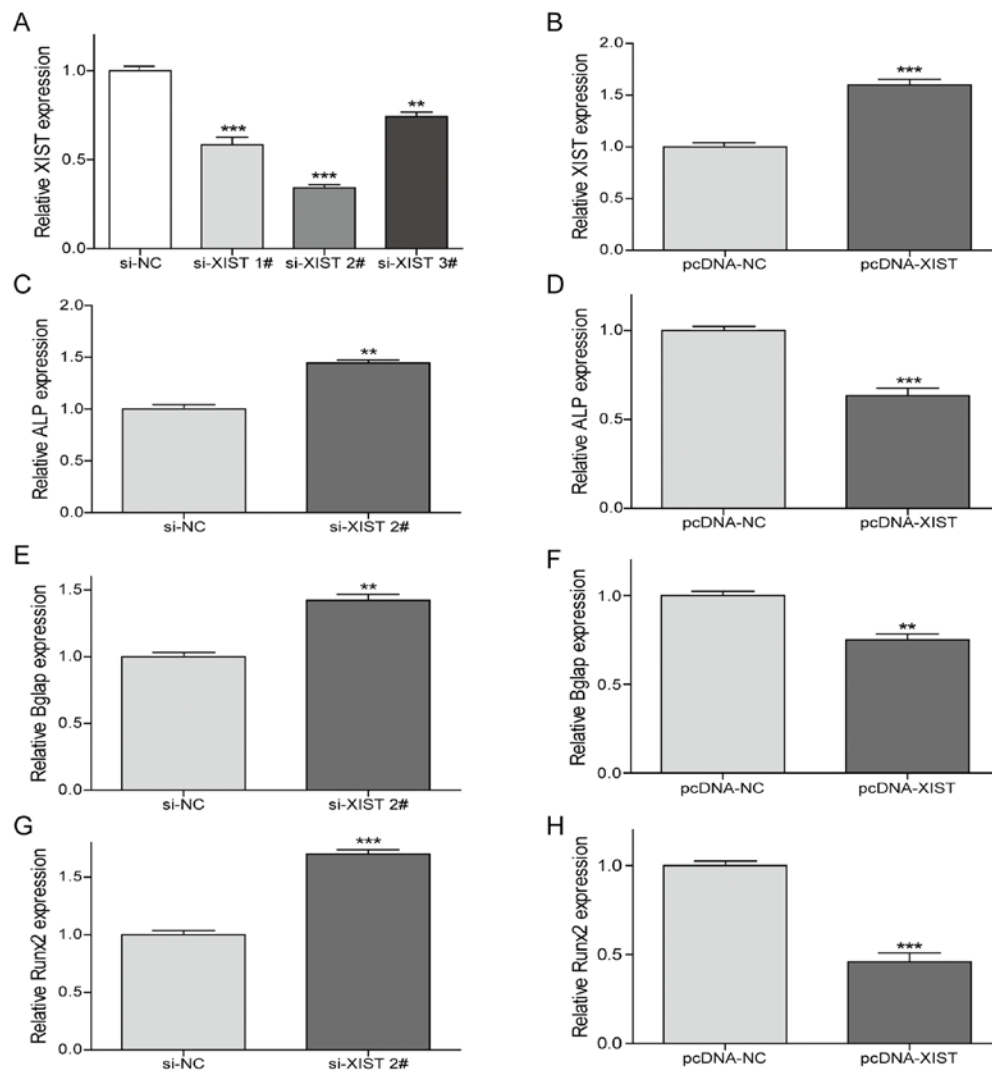 A
Relative XIST expression
1.0
0.5
0.0
***
***
**
si-NC si-XIST 1# si-XIST 2# si-XIST 3#
B
Relative XIST expression
2.0
1.5
1.0
0.5
0.0
***
pcDNA-NC pcDNA-XIST
C
Relative ALP expression
2.0
1.5
1.0
0.5
0.0
**
si-NC si-XIST 2#
D
Relative ALP expression
1.0
0.5
0.0
***
pcDNA-NC pcDNA-XIST
E
Relative Bglap expression
1.5
1.0
0.5
0.0
**
si-NC si-XIST 2#
F
Relative Bglap expression
1.0
0.5
0.0
**
pcDNA-NC pcDNA-XIST
G
Relative Runx2 expression
1.5
1.0
0.5
0.0
***
si-NC si-XIST 2#
H
Relative Runx2 expression
1.0
0.5
0.0
***
pcDNA-NC pcDNA-XIST